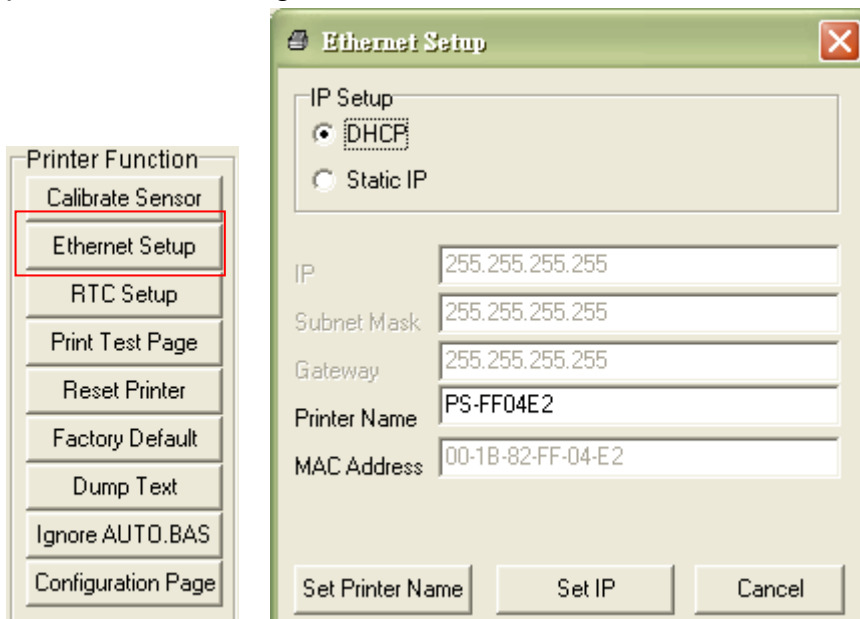 Printer Function
Calibrate Sensor
Ethernet Setup
RTC Setup
Print Test Page
Reset Printer
Factory Default
Dump Text
Ignore AUTO.BAS
Configuration Page
Ethernet Setup
IP Setup
DHCP
Static IP
IP 255.255.255.255
Subnet Mask 255.255.255.255
Gateway 255.255.255.255
Printer Name PS-FF04E2
MAC Address 00-1B-82-FF-04-E2
Set Printer Name Set IP Cancel